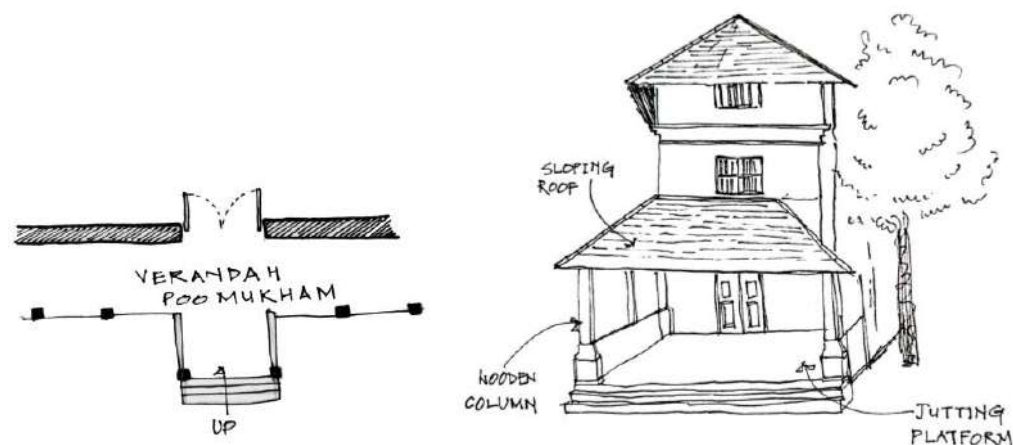 VERANDAH
POOMUKHAM
UP
SLOPING
ROOF
WOODEN
COLUMN
JUTTING
PLATFORM